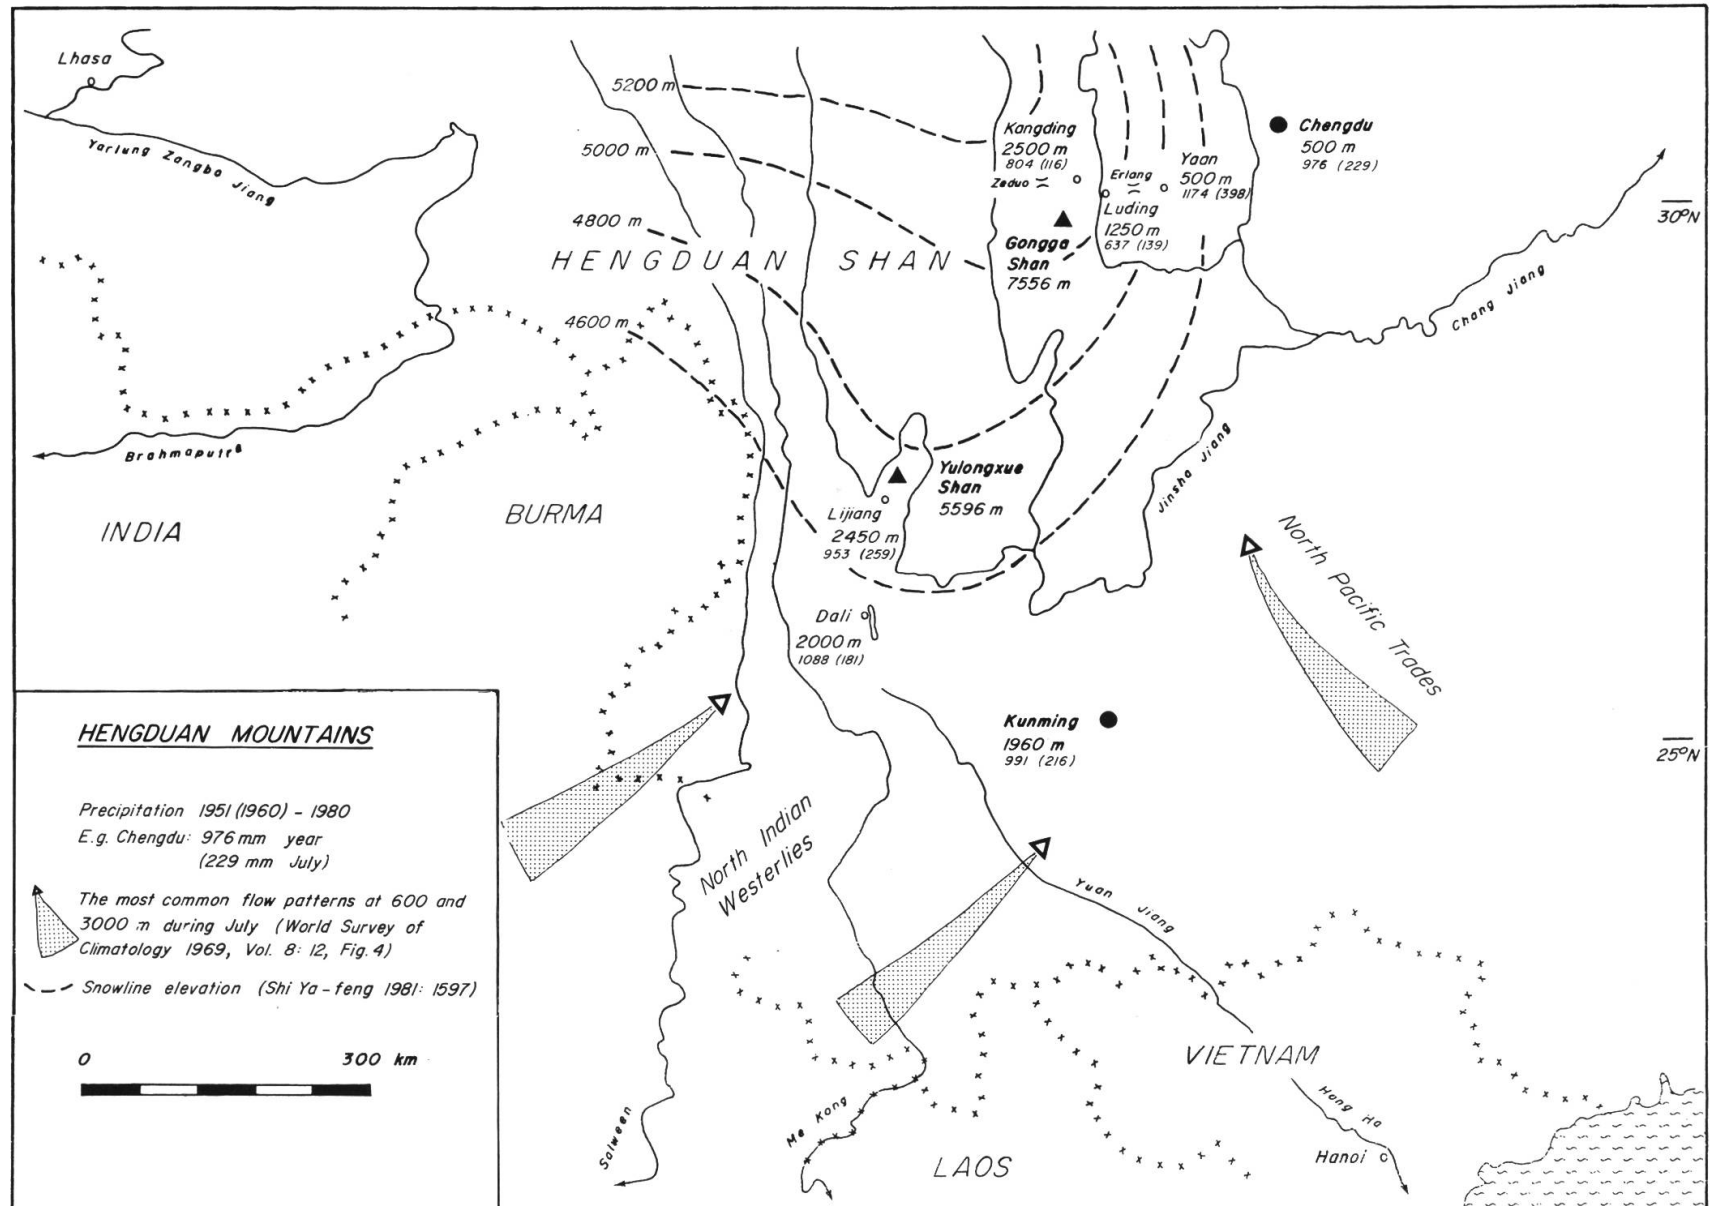 Lhasa
Yarlung Zangbo Jiang
5200 m
5000 m
4800 m
4600 m
HENGDUAN SHAN
Kangding
2500 m
804 (116)
Zeduo
Erlang
Yaan
500 m
1174 (398)
Luding
1250 m
637 (139)
Gongga
Shan
7556 m
Chengdu
500 m
976 (229)
30°N
Chang Jiang
Jinsha Jiang
Brahmaputra
INDIA
BURMA
Yulongxue
Shan
5596 m
Lijiang
2450 m
953 (259)
Dali
2000 m
1088 (181)
North Pacific Trades
Kunming
1960 m
991 (216)
25°N
North Indian
Westerlies
Yuan Jiang
VIETNAM
Hong Ha
Hanoi
LAOS
Me Kong
Salween
HENGDUAN MOUNTAINS
Precipitation 1951 (1960) - 1980
E.g. Chengdu: 976 mm year
(229 mm July)
The most common flow patterns at 600 and
3000 m during July (World Survey of
Climatology 1969, Vol. 8: 12, Fig. 4)
Snowline elevation (Shi Ya-feng 1981: 1597)
0 300 km